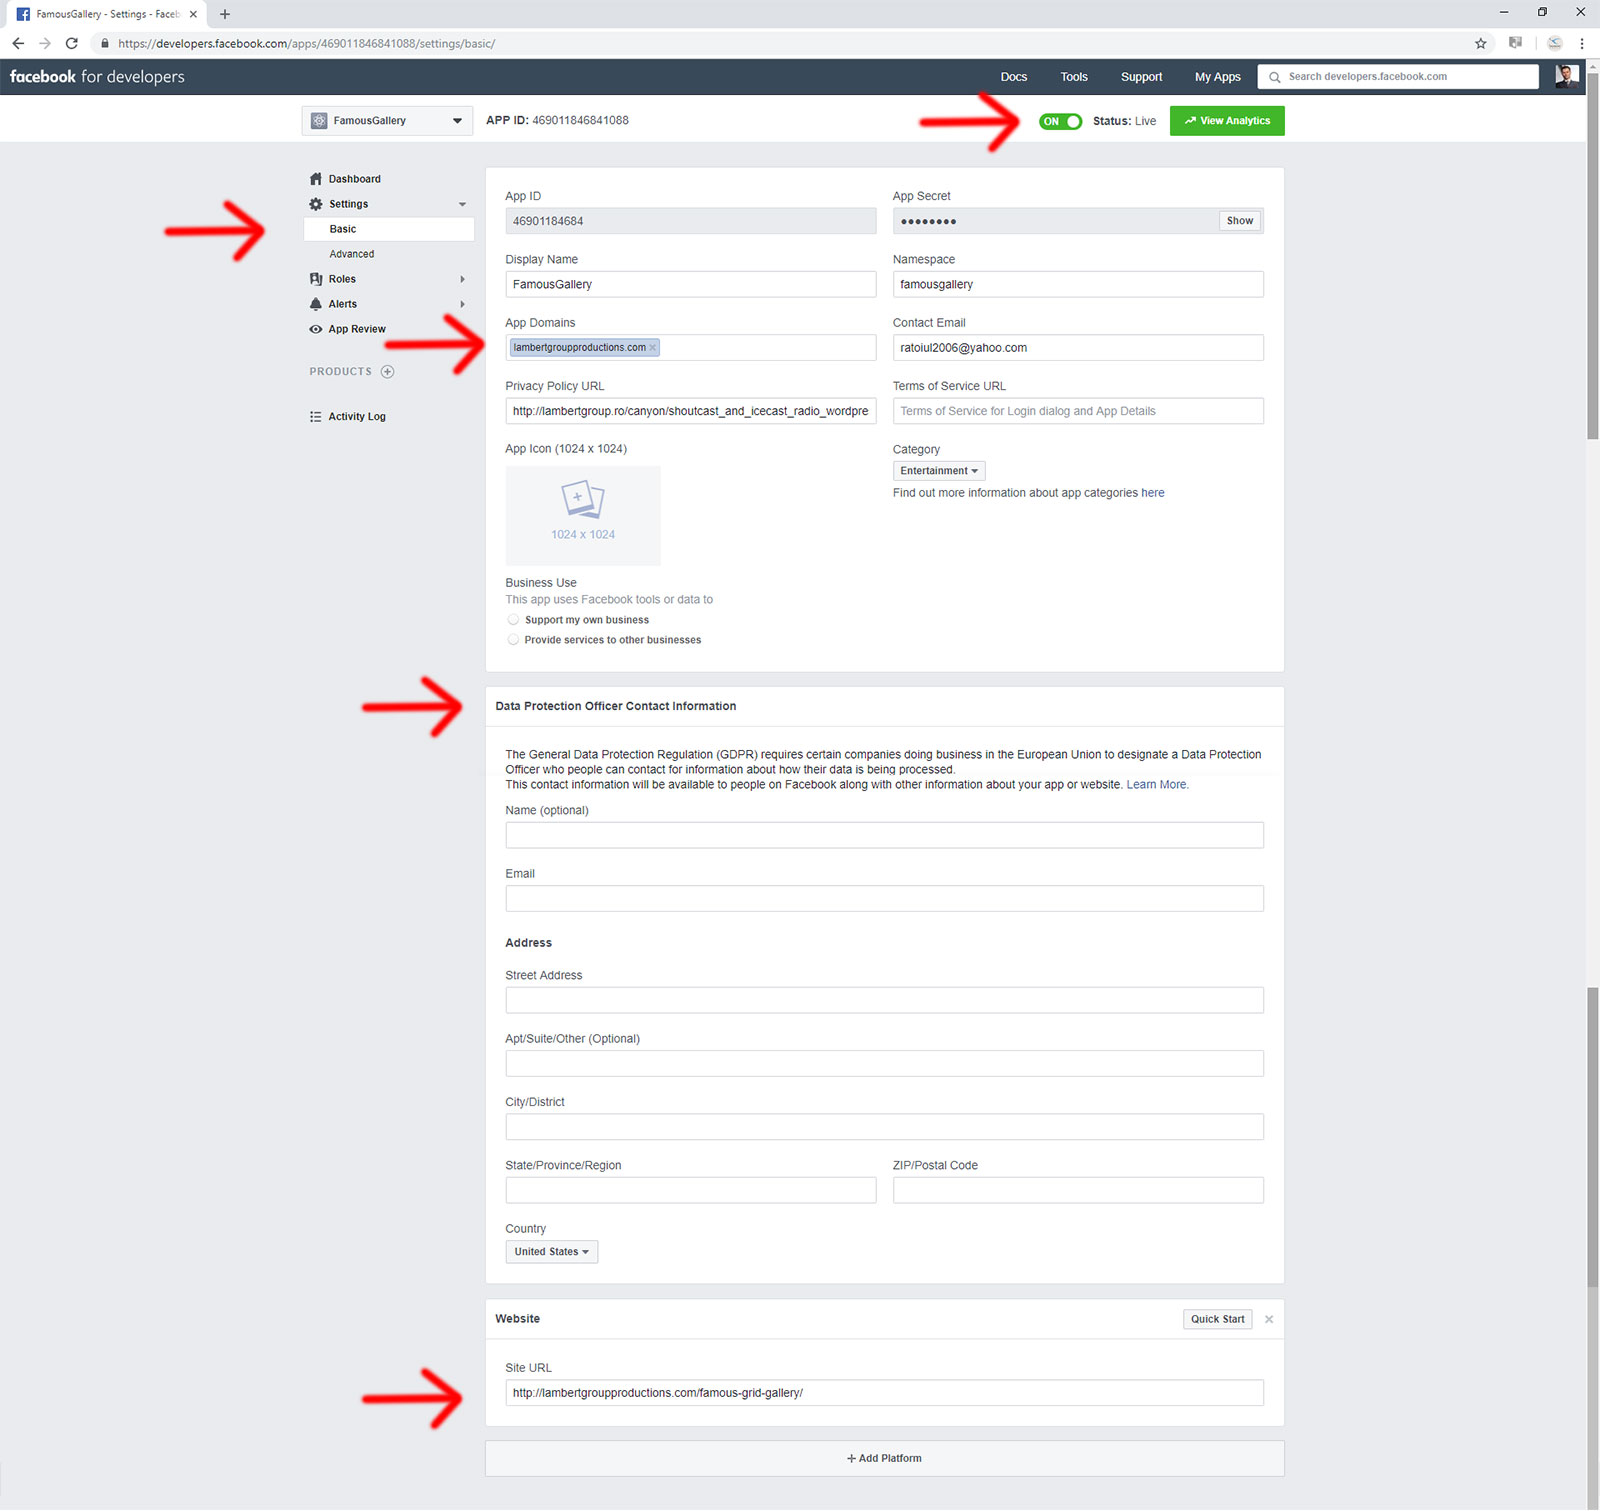 FamousGallery - Settings - Faceb
https://developers.facebook.com/apps/469011846841088/settings/basic/
facebook for developers
Docs
Tools
Support
My Apps
Search developers.facebook.com
FamousGallery
APP ID: 469011846841088
ON
Status: Live
View Analytics
Dashboard
Settings
Basic
Advanced
Roles
Alerts
App Review
PRODUCTS
Activity Log
App ID
46901184684
App Secret
Show
Display Name
FamousGallery
Namespace
famousgallery
App Domains
lambertgroupproductions.com
Contact Email
ratoiul2006@yahoo.com
Privacy Policy URL
http://lambertgroup.ro/canyon/shoutcast_and_icecast_radio_wordpre
Terms of Service URL
Terms of Service for Login dialog and App Details
App Icon (1024 x 1024)
1024 x 1024
Category
Entertainment
Find out more information about app categories here
Business Use
This app uses Facebook tools or data to
Support my own business
Provide services to other businesses
Data Protection Officer Contact Information
The General Data Protection Regulation (GDPR) requires certain companies doing business in the European Union to designate a Data Protection
Officer who people can contact for information about how their data is being processed.
This contact information will be available to people on Facebook along with other information about your app or website. Learn More.
Name (optional)
Email
Address
Street Address
Apt/Suite/Other (Optional)
City/District
State/Province/Region
ZIP/Postal Code
Country
United States
Website
Quick Start
Site URL
http://lambertgroupproductions.com/famous-grid-gallery/
+ Add Platform